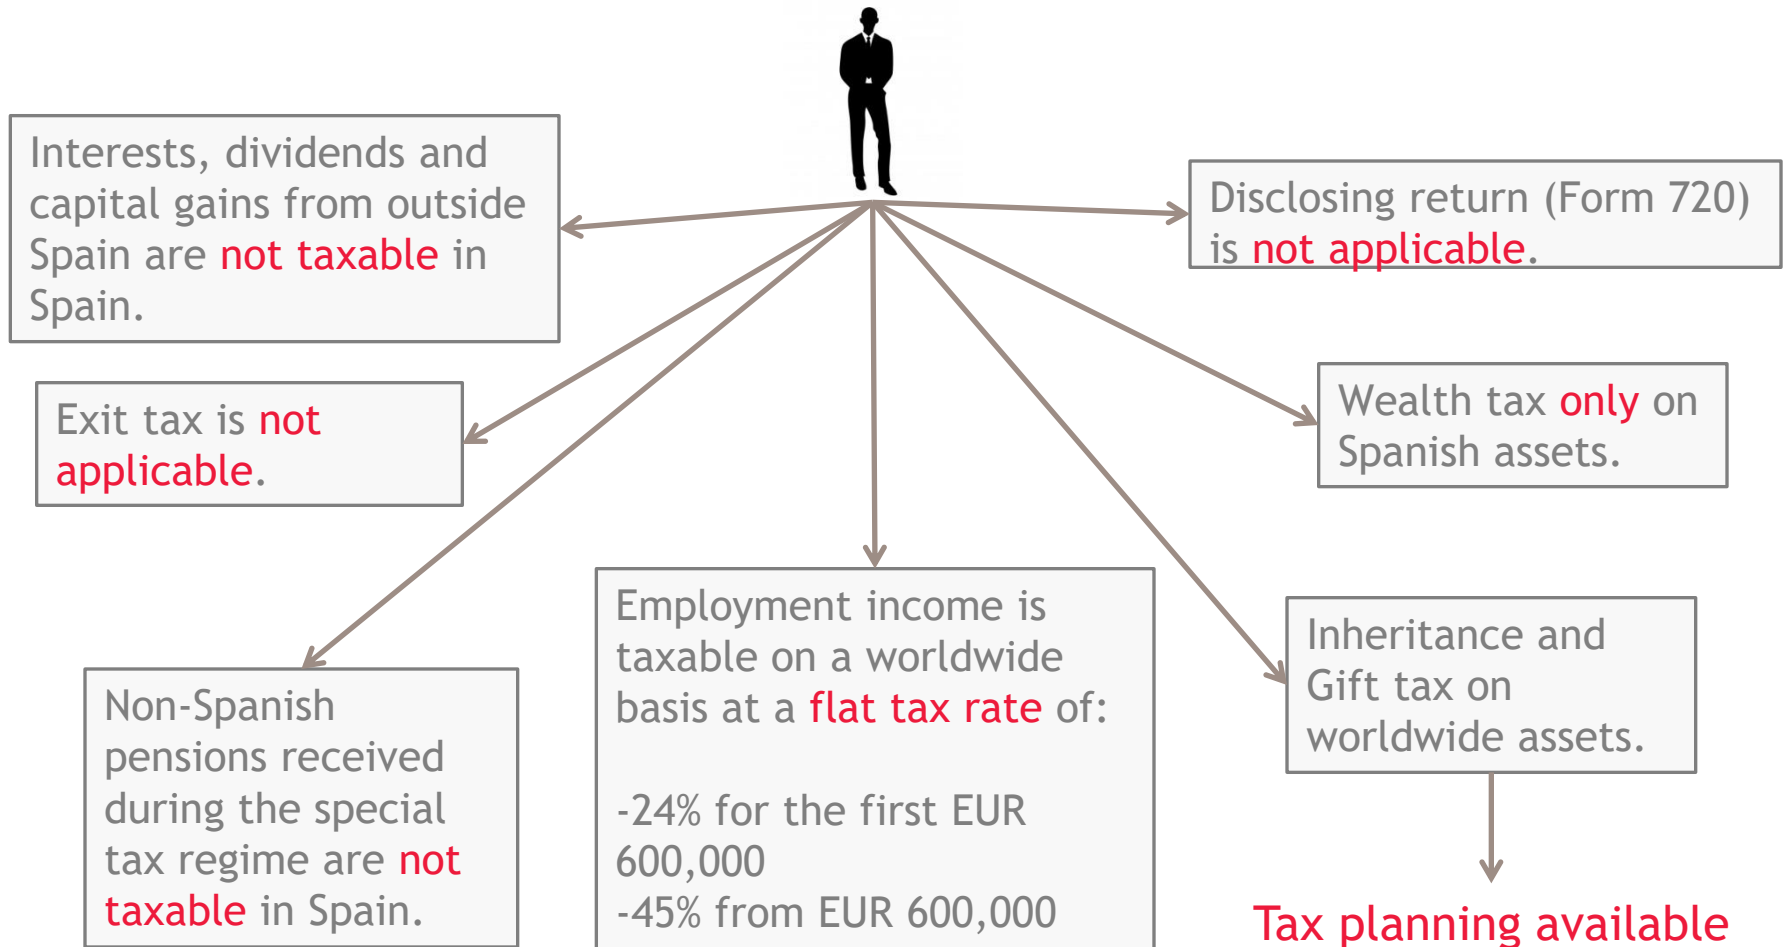 Interests, dividends and
capital gains from outside
Spain are not taxable in
Spain.
Disclosing return (Form 720)
is not applicable.
Exit tax is not
applicable.
Wealth tax only on
Spanish assets.
Non-Spanish
pensions received
during the special
tax regime are not
taxable in Spain.
Employment income is
taxable on a worldwide
basis at a flat tax rate of:
-24% for the first EUR
600,000
-45% from EUR 600,000
Inheritance and
Gift tax on
worldwide assets.
Tax planning available